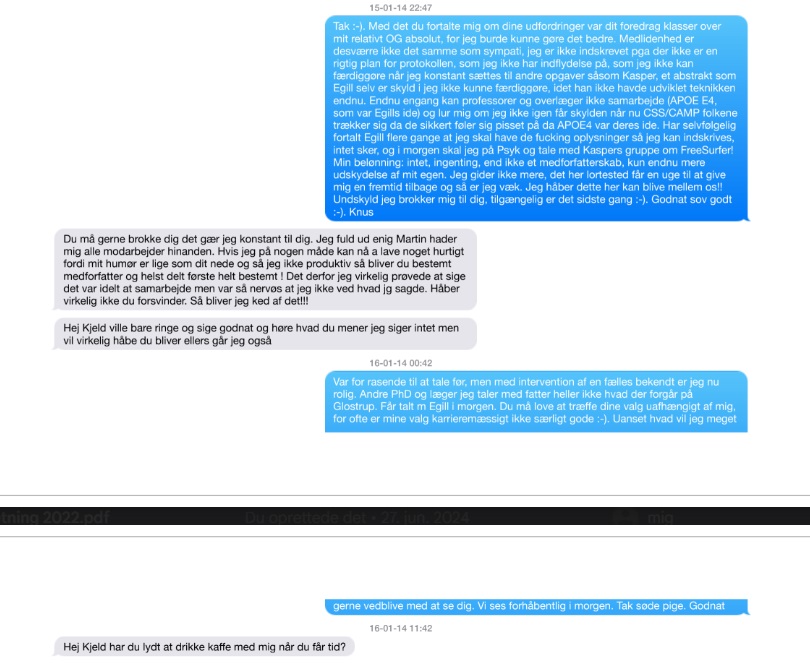 15-01-14 22:47
Tak :-). Med det du fortalte mig om dine udfordringer var dit foredrag klasser over
mit relativt OG absolut, for jeg burde kunne gøre det bedre. Medlidenhed er
desværre ikke det samme som sympati, jeg er ikke indskrevet pga der ikke er en
rigtig plan for protokollen, som jeg ikke har indflydelse på, som jeg ikke kan
færdiggøre når jeg konstant sættes til andre opgaver såsom Kasper, et abstrakt som
Egill selv er skyld i jeg ikke kunne færdiggøre, idet han ikke havde udviklet teknikken
endnu. Endnu engang kan professorer og overlæger ikke samarbejde (APOE E4,
som var Egills ide) og lur mig om jeg ikke igen får skylden når nu CSS/CAMP folkene
trækker sig da de sikkert føler sig pisset på da APOE4 var deres ide. Har selvfølgelig
fortalt Egill flere gange at jeg skal have de fucking oplysninger så jeg kan indskrives,
intet sker, og i morgen skal jeg på Psyk og tale med Kaspers gruppe om FreeSurfer!
Min belønning: intet, ingenting, end ikke et medforfatterskab, kun endnu mere
udskydelse af mit egen. Jeg gider ikke mere, det her lortested får en uge til at give
mig en fremtid tilbage og så er jeg væk. Jeg håber dette her kan blive mellem os!!
Undskyld jeg brokker mig til dig, tilgængelig er det sidste gang :-). Godnat sov godt
:-). Knus
Du må gerne brokke dig det gær jeg konstant til dig. Jeg fuld ud enig Martin hader
mig alle modarbejder hinanden. Hvis jeg på nogen måde kan nå a lave noget hurtigt
fordi mit humør er lige som dit nede og så jeg ikke produktiv så bliver du bestemt
medforfatter og helst delt første helt bestemt ! Det derfor jeg virkelig prøvede at sige
det var idelt at samarbejde men var så nervøs at jeg ikke ved hvad jg sagde. Håber
virkelig ikke du forsvinder. Så bliver jeg ked af det!!!
Hej Kjeld ville bare ringe og sige godnat og høre hvad du mener jeg siger intet men
vil virkelig håbe du bliver ellers går jeg også
16-01-14 00:42
Var for rasende til at tale før, men med intervention af en fælles bekendt er jeg nu
rolig. Andre PhD og læger jeg taler med fatter heller ikke hvad der forgår på
Glostrup. Får talt m Egill i morgen. Du må love at træffe dine valg uafhængigt af mig,
for ofte er mine valg karrieremæssigt ikke særligt gode :-). Uanset hvad vil jeg meget
tning 2022.pdf Du oprettede det • 27. jun. 2024 mig
gerne vedblive med at se dig. Vi ses forhåbentlig i morgen. Tak søde pige. Godnat
16-01-14 11:42
Hej Kjeld har du lydt at drikke kaffe med mig når du får tid?